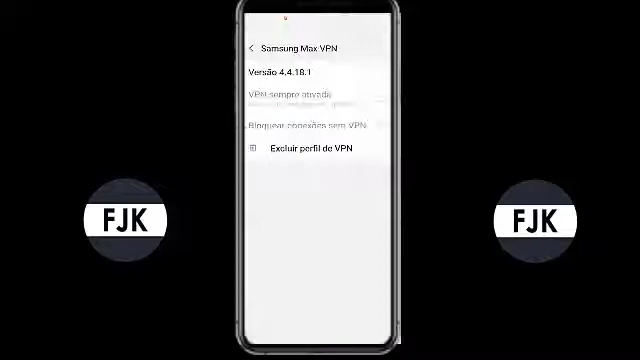 Samsung Max VPN
Versão 4.4.18.1
VPN sempre ativada
Bloquear conexões sem VPN
Excluir perfil de VPN
FJK
FJK